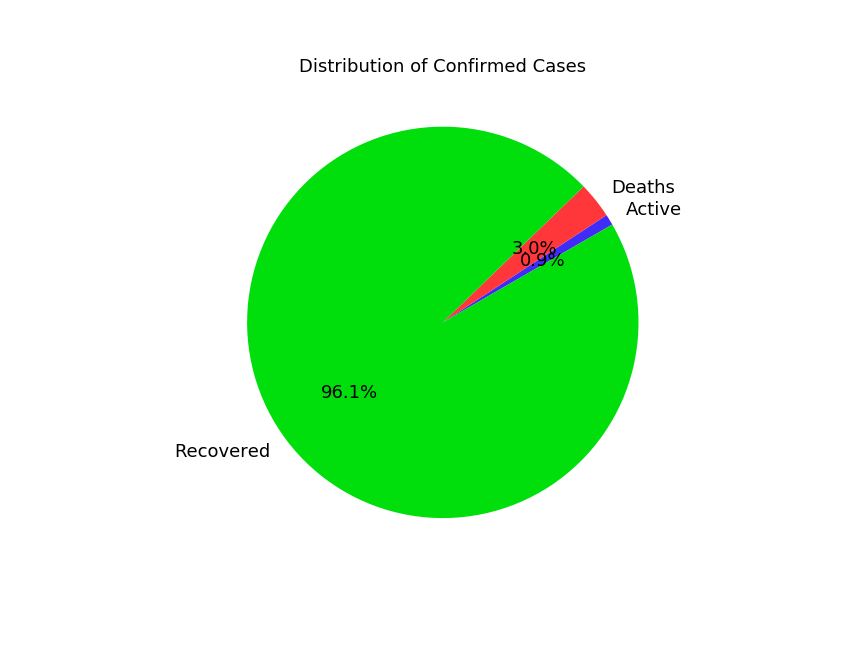 Distribution of Confirmed Cases
Deaths
Active
3.0%
0.9%
96.1%
Recovered